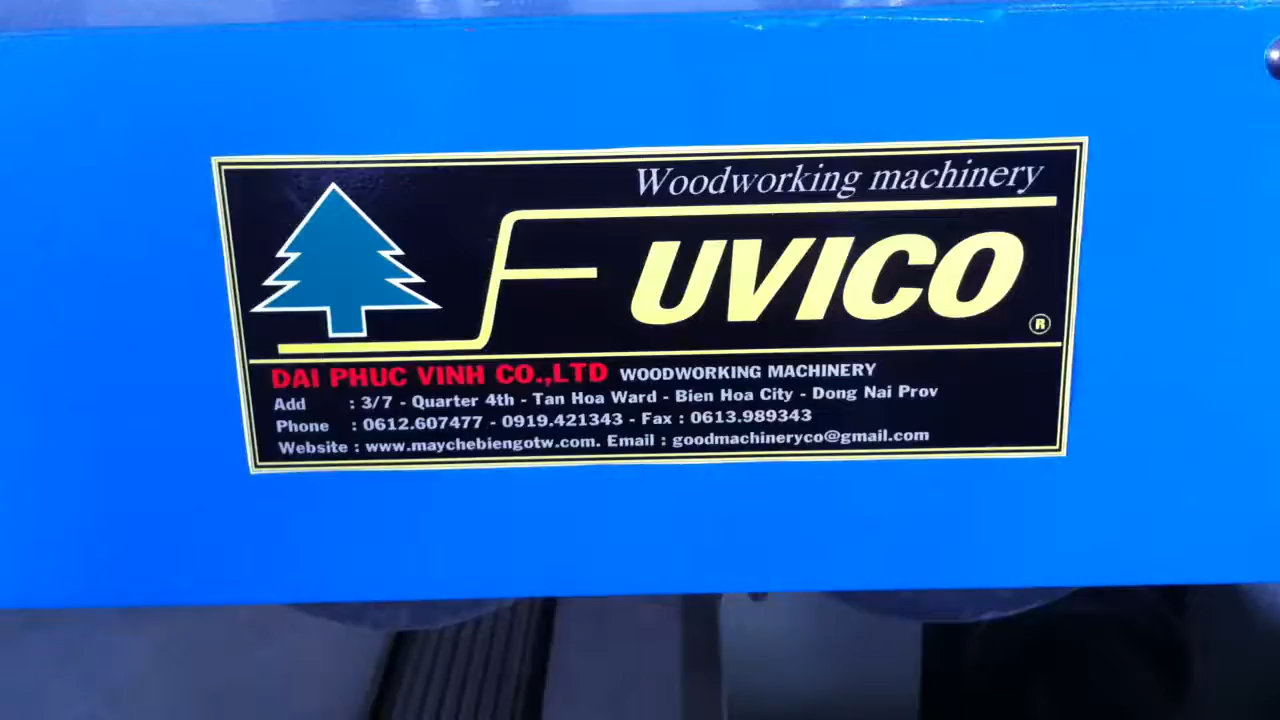 Woodworking machinery
FUVICO
®
DAI PHUC VINH CO.,LTD WOODWORKING MACHINERY
Add : 3/7 - Quarter 4th - Tan Hoa Ward - Bien Hoa City - Dong Nai Prov
Phone : 0612.607477 - 0919.421343 - Fax : 0613.989343
Website : www.maychebiengotw.com. Email : goodmachineryco@gmail.com